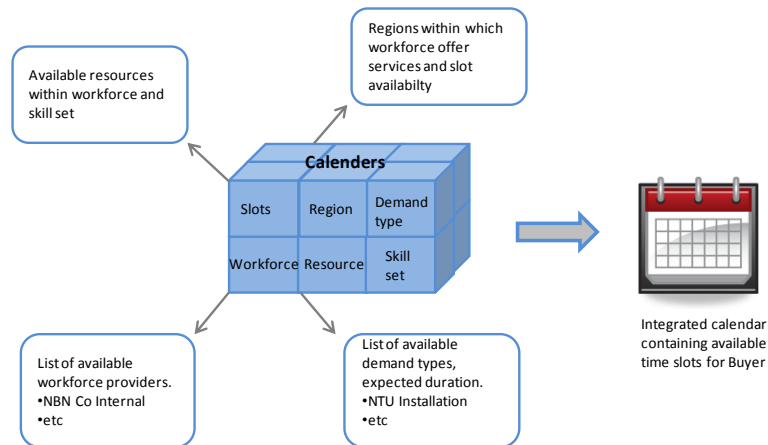 Regions within which
workforce offer
services and slot
availabilty
Available resources
within workforce and
skill set
Calenders
Slots
Region
Demand
type
Workforce
Resource
Skill
set
Integrated calendar
containing available
time slots for Buyer
List of available
workforce providers.
•NBN Co Internal
•etc
List of available
demand types,
expected duration.
•NTU Installation
•etc